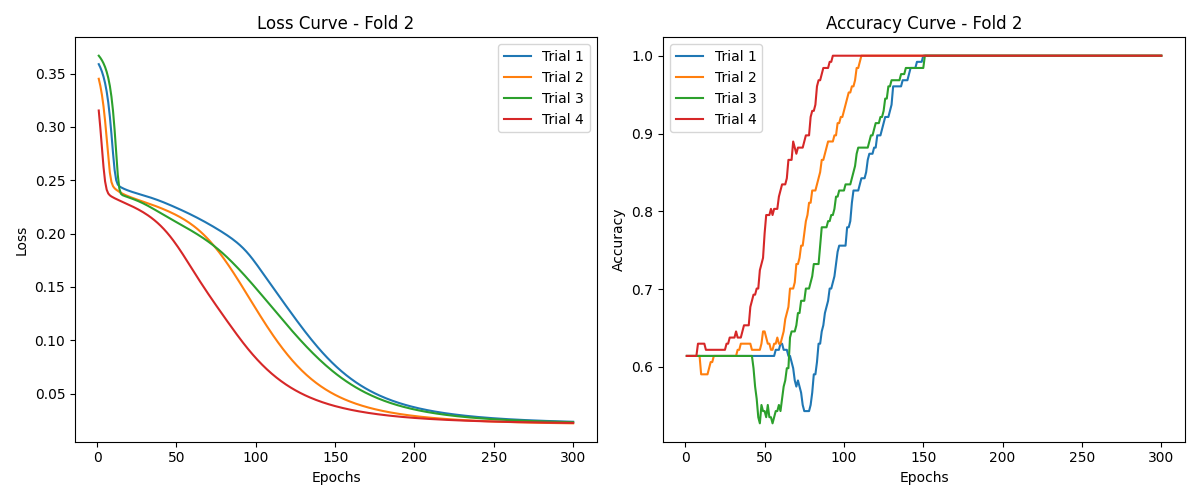 Loss Curve - Fold 2
Loss
0.35
0.30
0.25
0.20
0.15
0.10
0.05
0
50
100
150
200
250
300
Epochs
Trial 1
Trial 2
Trial 3
Trial 4
Accuracy Curve - Fold 2
Accuracy
1.0
0.9
0.8
0.7
0.6
0
50
100
150
200
250
300
Epochs
Trial 1
Trial 2
Trial 3
Trial 4